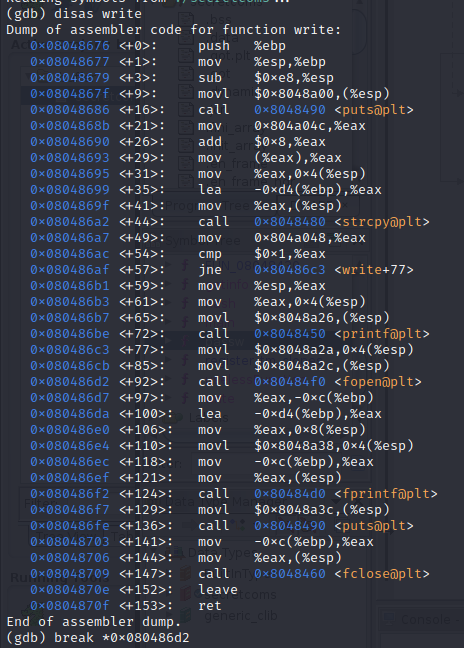 (gdb) disas write
Dump of assembler code for function write:
0x08048676 <+0>: push %ebp
0x08048677 <+1>: mov %esp,%ebp
0x08048679 <+3>: sub $0xe8,%esp
0x0804867f <+9>: movl $0x8048a00,(%esp)
0x08048686 <+16>: call 0x8048490 <puts@plt>
0x0804868b <+21>: mov 0x804a04c,%eax
0x08048690 <+26>: add $0x8,%eax
0x08048693 <+29>: mov (%eax),%eax
0x08048695 <+31>: mov %eax,0x4(%esp)
0x08048699 <+35>: lea -0xd4(%ebp),%eax
0x0804869f <+41>: mov %eax,(%esp)
0x080486a2 <+44>: call 0x8048480 <strcpy@plt>
0x080486a7 <+49>: mov 0x804a048,%eax
0x080486ac <+54>: cmp $0x1,%eax
0x080486af <+57>: jne 0x80486c3 <write+77>
0x080486b1 <+59>: mov %esp,%eax
0x080486b3 <+61>: mov %eax,0x4(%esp)
0x080486b7 <+65>: movl $0x8048a26,(%esp)
0x080486be <+72>: call 0x8048450 <printf@plt>
0x080486c3 <+77>: movl $0x8048a2a,0x4(%esp)
0x080486cb <+85>: movl $0x8048a2c,(%esp)
0x080486d2 <+92>: call 0x80484f0 <fopen@plt>
0x080486d7 <+97>: mov %eax,-0xc(%ebp)
0x080486da <+100>: lea -0xd4(%ebp),%eax
0x080486e0 <+106>: mov %eax,0x8(%esp)
0x080486e4 <+110>: movl $0x8048a38,0x4(%esp)
0x080486ec <+118>: mov -0xc(%ebp),%eax
0x080486ef <+121>: mov %eax,(%esp)
0x080486f2 <+124>: call 0x80484d0 <fprintf@plt>
0x080486f7 <+129>: movl $0x8048a3c,(%esp)
0x080486fe <+136>: call 0x8048490 <puts@plt>
0x08048703 <+141>: mov -0xc(%ebp),%eax
0x08048706 <+144>: mov %eax,(%esp)
0x08048709 <+147>: call 0x8048460 <fclose@plt>
0x0804870e <+152>: leave
0x0804870f <+153>: ret
End of assembler dump.
(gdb) break *0x080486d2